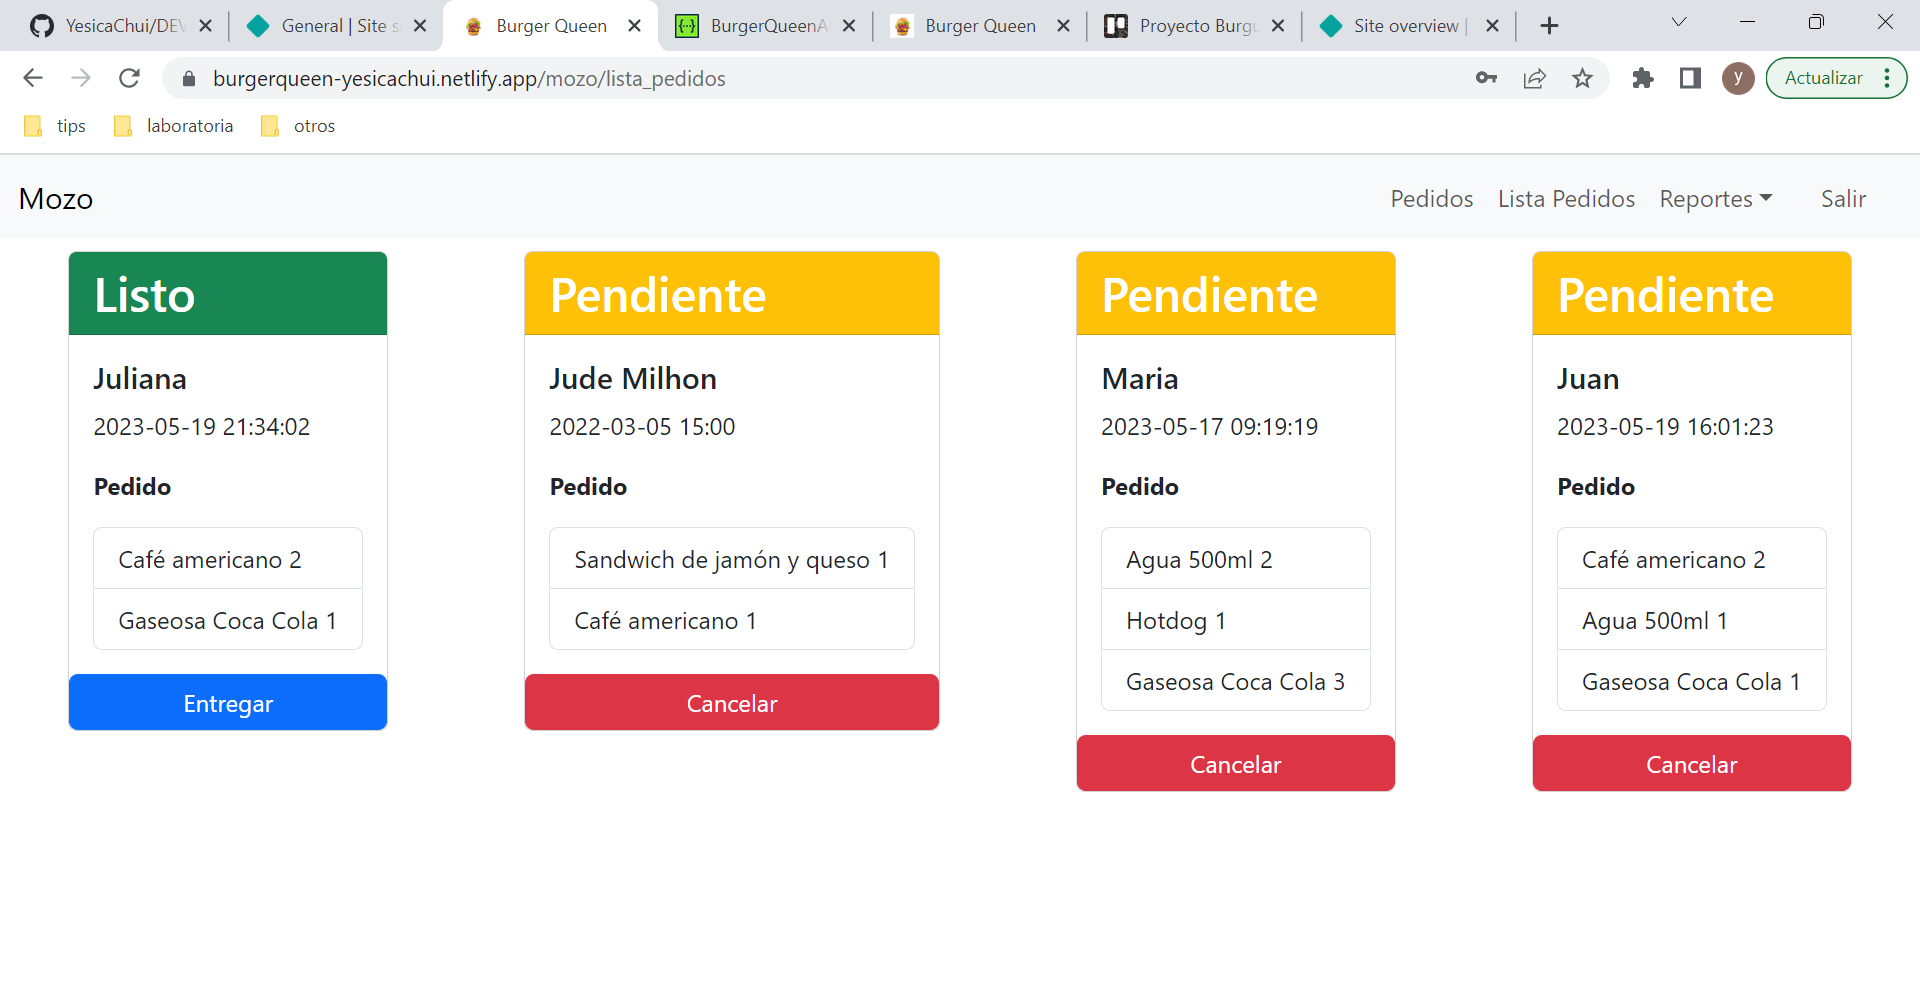 YesicaChui/DEV
General | Site s
Burger Queen
BurgerQueenA
Burger Queen
Proyecto Burgu
Site overview |
burgerqueen-yesicachui.netlify.app/mozo/lista_pedidos
y
Actualizar
tips
laboratoria
otros
Mozo
Pedidos
Lista Pedidos
Reportes
Salir
Listo
Juliana
2023-05-19 21:34:02
Pedido
Café americano 2
Gaseosa Coca Cola 1
Entregar
Pendiente
Jude Milhon
2022-03-05 15:00
Pedido
Sandwich de jamón y queso 1
Café americano 1
Cancelar
Pendiente
Maria
2023-05-17 09:19:19
Pedido
Agua 500ml 2
Hotdog 1
Gaseosa Coca Cola 3
Cancelar
Pendiente
Juan
2023-05-19 16:01:23
Pedido
Café americano 2
Agua 500ml 1
Gaseosa Coca Cola 1
Cancelar